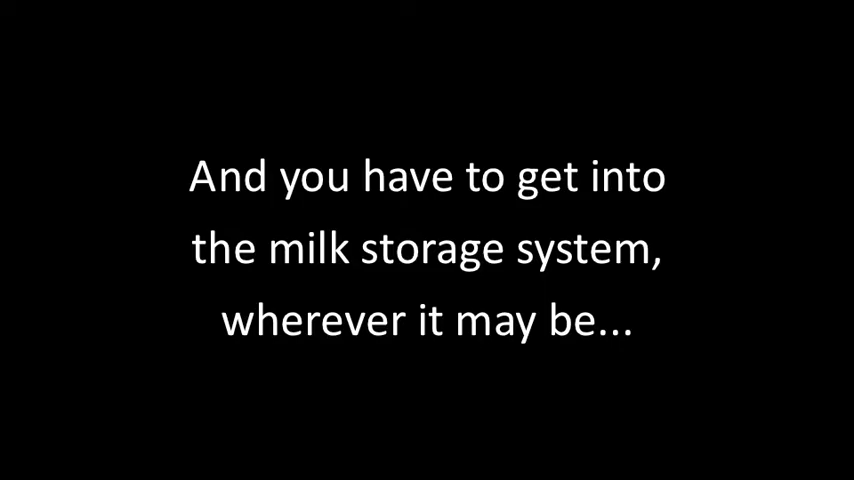 And you have to get into
the milk storage system,
wherever it may be...